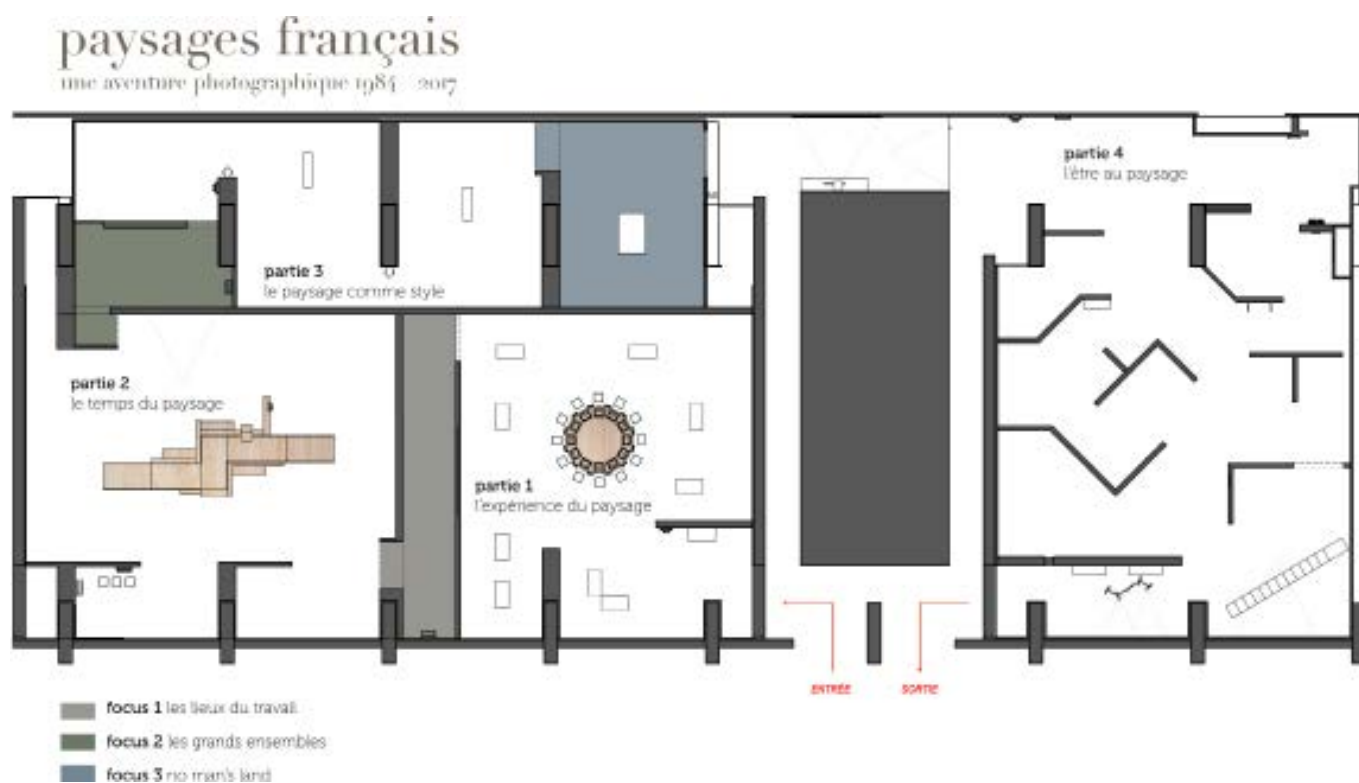 paysages français
une aventure photographique 1984 2017
partie 4
l'être au paysage
partie 3
le paysage comme style
partie 2
le temps du paysage
partie 1
l'expérience du paysage
ENTRÉE
SORTIE
focus 1 les lieux du travail
focus 2 les grands ensembles
focus 3 no man's land